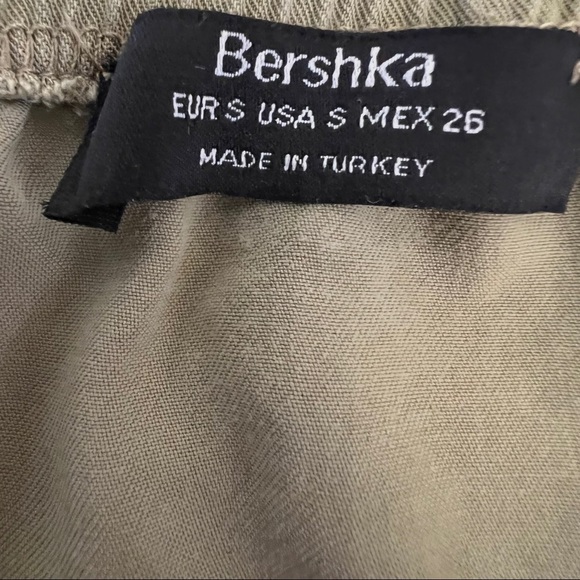 Bershka
EUR S USA S MEX 26
MADE IN TURKEY